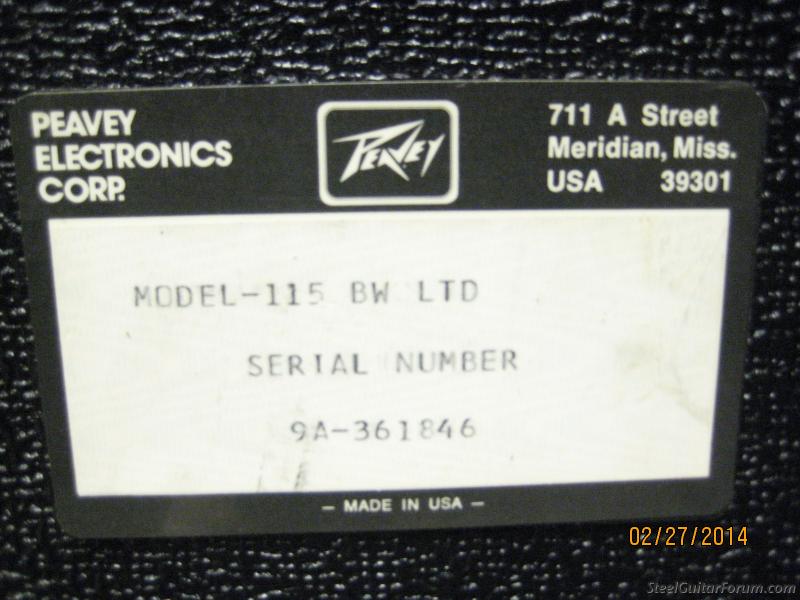 PEAVEY
ELECTRONICS
CORP.
PEAVEY
711 A Street
Meridian, Miss.
USA 39301
MODEL-115 BW LTD
SERIAL NUMBER
9A-361846
— MADE IN USA —
02/27/2014
SteelGuitarForum.com